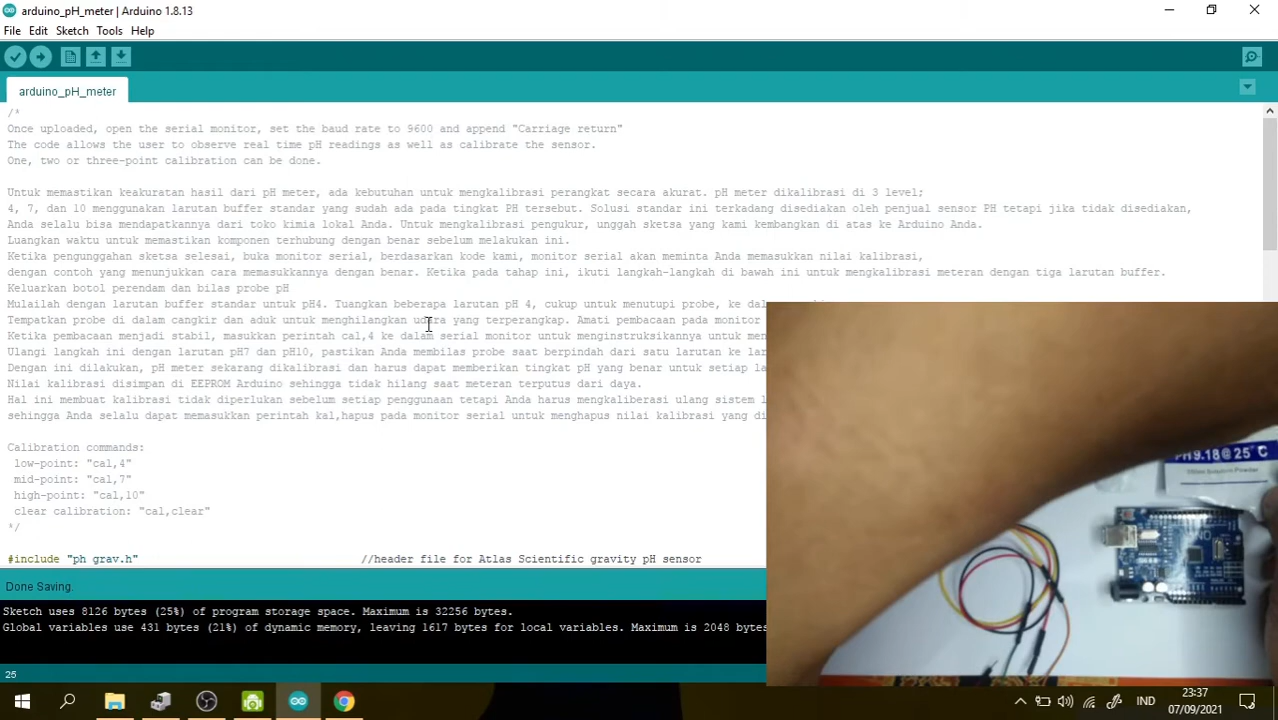 arduino_pH_meter | Arduino 1.8.13
File Edit Sketch Tools Help
arduino_pH_meter
/*
Once uploaded, open the serial monitor, set the baud rate to 9600 and append "Carriage return"
The code allows the user to observe real time pH readings as well as calibrate the sensor.
One, two or three-point calibration can be done.
Untuk memastikan keakuratan hasil dari pH meter, ada kebutuhan untuk mengkalibrasi perangkat secara akurat. pH meter dikalibrasi di 3 level;
4, 7, dan 10 menggunakan larutan buffer standar yang sudah ada pada tingkat PH tersebut. Solusi standar ini terkadang disediakan oleh penjual sensor PH tetapi jika tidak disediakan,
Anda selalu bisa mendapatkannya dari toko kimia lokal Anda. Untuk mengkalibrasi pengukur, unggah sketsa yang kami kembangkan di atas ke Arduino Anda.
Luangkan waktu untuk memastikan komponen terhubung dengan benar sebelum melakukan ini.
Ketika pengunggahan sketsa selesai, buka monitor serial, berdasarkan kode kami, monitor serial akan meminta Anda memasukkan nilai kalibrasi,
dengan contoh yang menunjukkan cara memasukkannya dengan benar. Ketika pada tahap ini, ikuti langkah-langkah di bawah ini untuk mengkalibrasi meteran dengan tiga larutan buffer.
Keluarkan botol perendam dan bilas probe pH
Mulailah dengan larutan buffer standar untuk pH4. Tuangkan beberapa larutan pH 4, cukup untuk menutupi probe, ke dal
Tempatkan probe di dalam cangkir dan aduk untuk menghilangkan udara yang terperangkap. Amati pembacaan pada monitor
Ketika pembacaan menjadi stabil, masukkan perintah cal,4 ke dalam serial monitor untuk menginstruksikannya untuk men
Ulangi langkah ini dengan larutan pH7 dan pH10, pastikan Anda membilas probe saat berpindah dari satu larutan ke lar
Dengan ini dilakukan, pH meter sekarang dikalibrasi dan harus dapat memberikan tingkat pH yang benar untuk setiap la
Nilai kalibrasi disimpan di EEPROM Arduino sehingga tidak hilang saat meteran terputus dari daya.
Hal ini membuat kalibrasi tidak diperlukan sebelum setiap penggunaan tetapi Anda harus mengkaliberasi ulang sistem l
sehingga Anda selalu dapat memasukkan perintah kal,hapus pada monitor serial untuk menghapus nilai kalibrasi yang di
Calibration commands:
low-point: "cal,4"
mid-point: "cal,7"
high-point: "cal,10"
clear calibration: "cal,clear"
*/
#include "ph_grav.h" //header file for Atlas Scientific gravity pH sensor
PH 9.18@25°C
Done Saving.
Sketch uses 8126 bytes (25%) of program storage space. Maximum is 32256 bytes.
Global variables use 431 bytes (21%) of dynamic memory, leaving 1617 bytes for local variables. Maximum is 2048 bytes
25
IND
23:37
07/09/2021